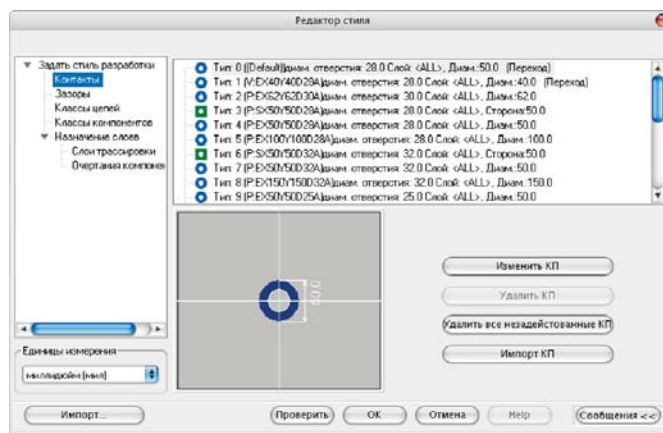 Редактор стиля
Задать стиль разработки
Контакты
Зазоры
Классы цепей
Классы компонентов
Назначение слоев
Слои трассировки
Очертания компонен
Тип: 0 ([Default])диам. отверстия: 28.0 Слой: <ALL>, Диам.:50.0 (Переход)
Тип: 1 (V:EX40Y40D28A)диам. отверстия: 28.0 Слой: <ALL>, Диам.:40.0 (Переход)
Тип: 2 (P:EX62Y62D30A)диам. отверстия: 30.0 Слой: <ALL>, Диам.:62.0
Тип: 3 (P:SX50Y50D28A)диам. отверстия: 28.0 Слой: <ALL>, Сторона:50.0
Тип: 4 (P:EX50Y50D28A)диам. отверстия: 28.0 Слой: <ALL>, Диам.:50.0
Тип: 5 (P:EX100Y100D28A)диам. отверстия: 28.0 Слой: <ALL>, Диам.:100.0
Тип: 6 (P:SX50Y50D32A)диам. отверстия: 32.0 Слой: <ALL>, Сторона:50.0
Тип: 7 (P:EX50Y50D32A)диам. отверстия: 32.0 Слой: <ALL>, Диам.:50.0
Тип: 8 (P:EX150Y150D32A)диам. отверстия: 32.0 Слой: <ALL>, Диам.:150.0
Тип: 9 (P:EX50Y50D25A)диам. отверстия: 25.0 Слой: <ALL>, Диам.:50.0
50.0
Изменить КП
Удалить КП
Удалить все незадействованные КП
Импорт КП
Единицы измерения
миллидюйм (мил)
Импорт...
Проверить
OK
Отмена
Help
Сообщения <<